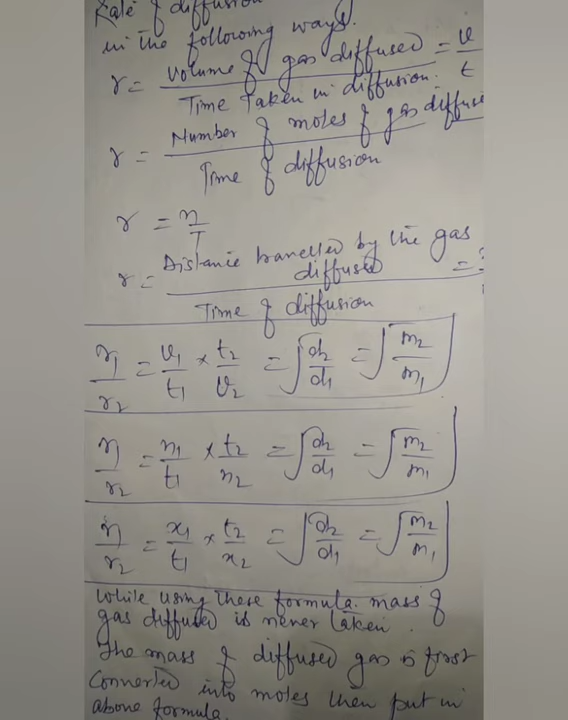 Rate of diffusion
in the following ways.
r = Volume of gas diffused / Time Taken in diffusion. = v / t
r = Number of moles of gas diffuse / Time of diffusion
r = n / T
r = Distance travelled by the gas diffused / Time of diffusion =
r1 / r2 = v1 / t1 × t2 / v2 = √ d2 / d1 = √ m2 / m1
r1 / r2 = n1 / t1 × t2 / n2 = √ d2 / d1 = √ m2 / m1
r1 / r2 = x1 / t1 × t2 / x2 = √ d2 / d1 = √ m2 / m1
While using these formula. mass of
gas diffused is never taken.
The mass of diffused gas is first
Converted into moles then put in
above formula.